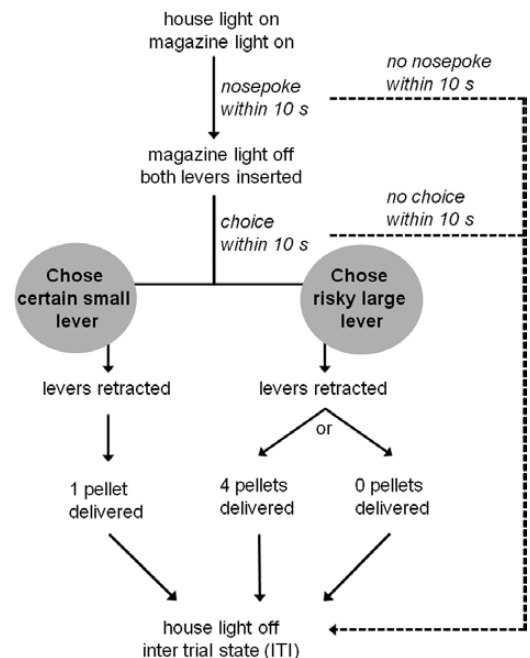 house light on
magazine light on
no nosepoke
within 10 s
nosepoke
within 10 s
magazine light off
both levers inserted
no choice
within 10 s
choice
within 10 s
Chose
certain small
lever
Chose
risky large
lever
levers retracted
levers retracted
or
1 pellet
delivered
4 pellets
delivered
0 pellets
delivered
house light off
inter trial state (ITI)